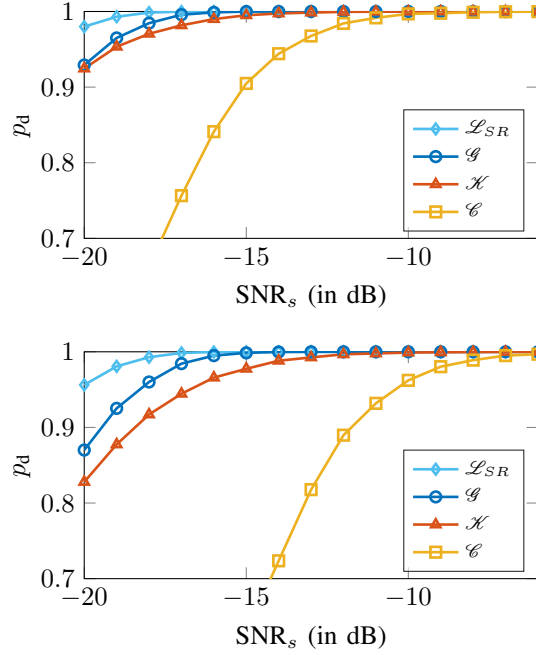 1
0.9
0.8
0.7
p_d
−20
−15
−10
SNR_s (in dB)
ℒ_SR
𝒢
𝒦
𝒞
1
0.9
0.8
0.7
p_d
−20
−15
−10
SNR_s (in dB)
ℒ_SR
𝒢
𝒦
𝒞